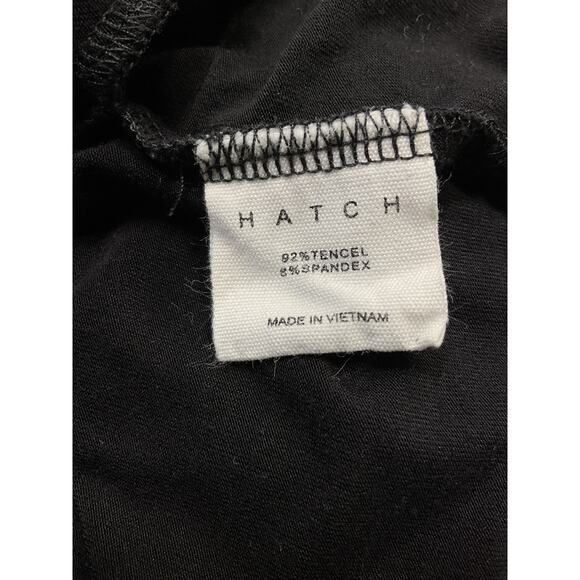 HATCH
92%TENCEL
8%SPANDEX
MADE IN VIETNAM